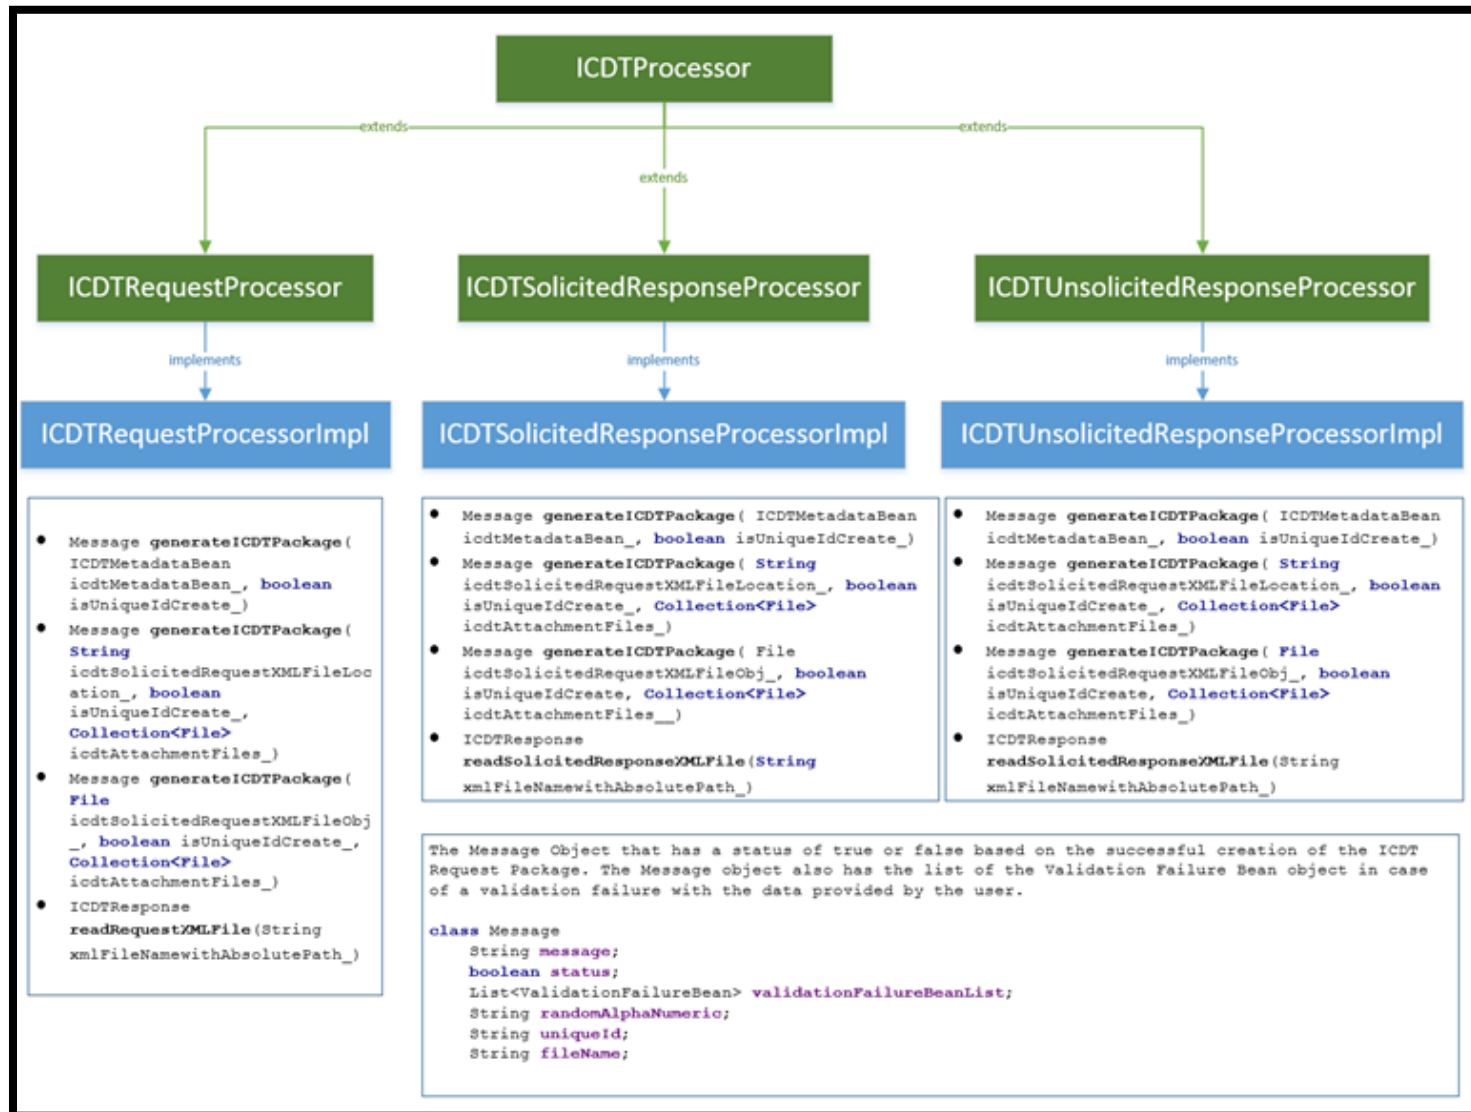 ICDTProcessor
extends
extends
extends
ICDTRequestProcessor
ICDTSolicitedResponseProcessor
ICDTUnsolicitedResponseProcessor
implements
implements
implements
ICDTRequestProcessorImpl
ICDTSolicitedResponseProcessorImpl
ICDTUnsolicitedResponseProcessorImpl
● Message generateICDTPackage(
ICDTMetadataBean
icdtMetadataBean_, boolean
isUniqueIdCreate_)
● Message generateICDTPackage(
String
icdtSolicitedRequestXMLFileLoc
ation_, boolean
isUniqueIdCreate_,
Collection<File>
icdtAttachmentFiles_)
● Message generateICDTPackage(
File
icdtSolicitedRequestXMLFileObj
_, boolean isUniqueIdCreate_,
Collection<File>
icdtAttachmentFiles_)
● ICDTResponse
readRequestXMLFile(String
xmlFileNamewithAbsolutePath_)
● Message generateICDTPackage( ICDTMetadataBean
icdtMetadataBean_, boolean isUniqueIdCreate_)
● Message generateICDTPackage( String
icdtSolicitedRequestXMLFileLocation_, boolean
isUniqueIdCreate_, Collection<File>
icdtAttachmentFiles_)
● Message generateICDTPackage( File
icdtSolicitedRequestXMLFileObj_, boolean
isUniqueIdCreate, Collection<File>
icdtAttachmentFiles__)
● ICDTResponse
readSolicitedResponseXMLFile(String
xmlFileNamewithAbsolutePath_)
● Message generateICDTPackage( ICDTMetadataBean
icdtMetadataBean_, boolean isUniqueIdCreate_)
● Message generateICDTPackage( String
icdtSolicitedRequestXMLFileLocation_, boolean
isUniqueIdCreate_, Collection<File>
icdtAttachmentFiles_)
● Message generateICDTPackage( File
icdtSolicitedRequestXMLFileObj_, boolean
isUniqueIdCreate, Collection<File>
icdtAttachmentFiles_)
● ICDTResponse
readSolicitedResponseXMLFile(String
xmlFileNamewithAbsolutePath_)
The Message Object that has a status of true or false based on the successful creation of the ICDT
Request Package. The Message object also has the list of the Validation Failure Bean object in case
of a validation failure with the data provided by the user.
class Message
String message;
boolean status;
List<ValidationFailureBean> validationFailureBeanList;
String randomAlphaNumeric;
String uniqueId;
String fileName;